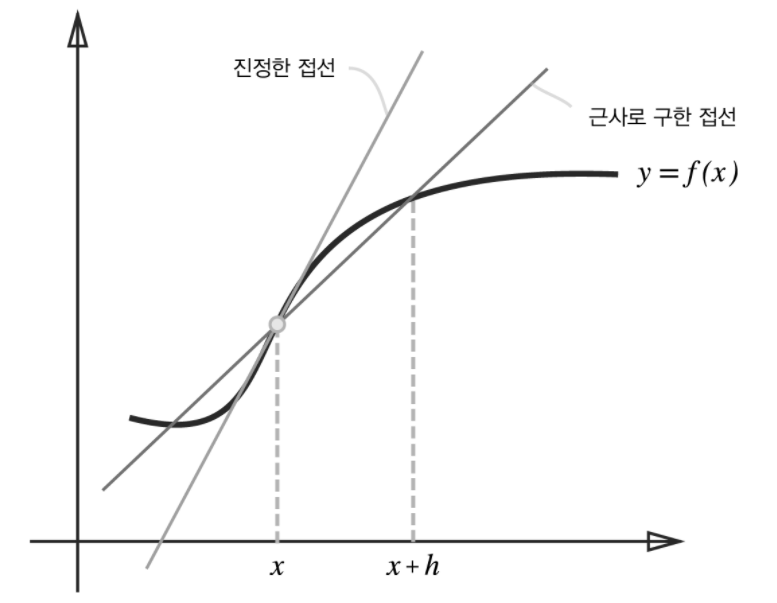 진정한 접선
근사로 구한 접선
y = f(x)
x
x + h